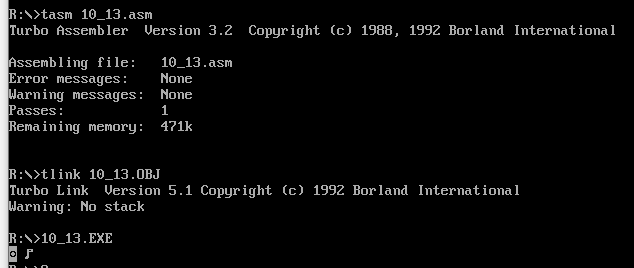 R:\>tasm 10_13.asm
Turbo Assembler  Version 3.2  Copyright (c) 1988, 1992 Borland International
Assembling file:   10_13.asm
Error messages:    None
Warning messages:  None
Passes:            1
Remaining memory:  471k
R:\>tlink 10_13.OBJ
Turbo Link  Version 5.1 Copyright (c) 1992 Borland International
Warning: No stack
R:\>10_13.EXE
◘ ♪